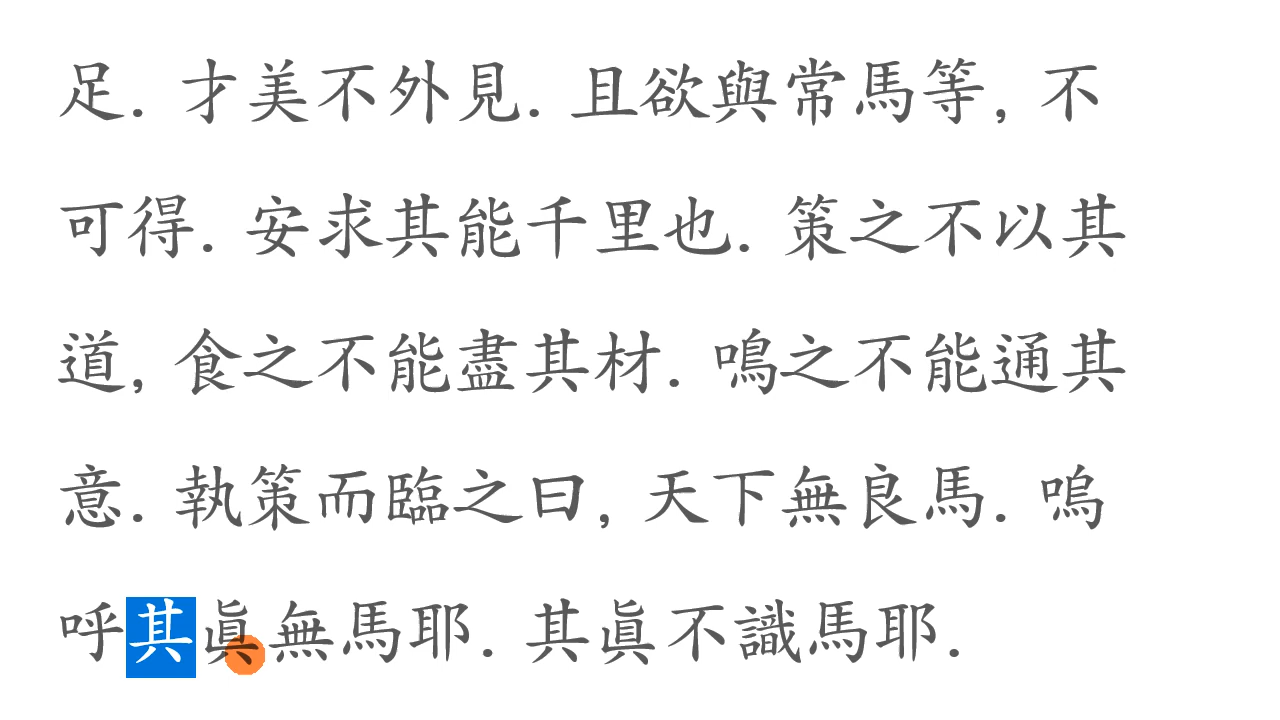 足. 才美不外見. 且欲與常馬等, 不
可得. 安求其能千里也. 策之不以其
道, 食之不能盡其材. 鳴之不能通其
意. 執策而臨之曰, 天下無良馬. 嗚
呼其眞無馬耶. 其眞不識馬耶.